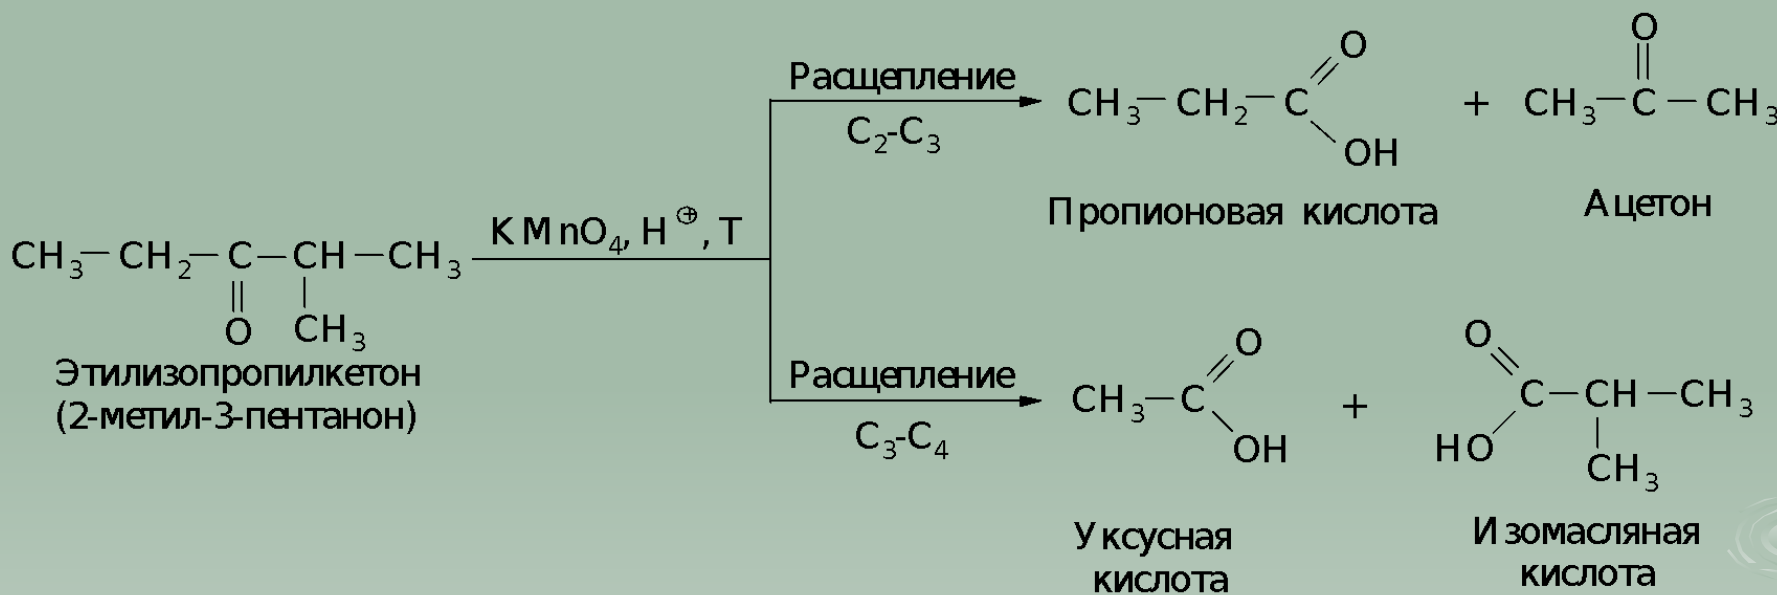 Расщепление
C₂-C₃
CH₃—CH₂—C
O
OH
+
O
CH₃—C—CH₃
Пропионовая кислота
Ацетон
CH₃—CH₂—C—CH—CH₃
O CH₃
KMnO₄, H⊕, T
Этилизопропилкетон
(2-метил-3-пентанон)
Расщепление
C₃-C₄
CH₃—C
O
OH
+
O
C—CH—CH₃
HO
CH₃
Уксусная
кислота
Изомасляная
кислота